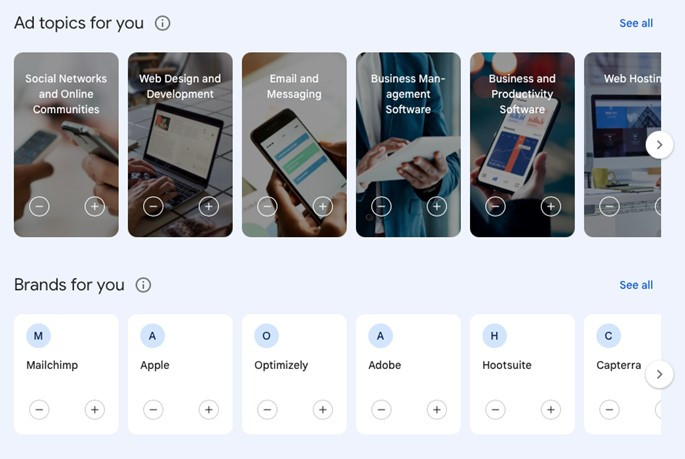 Ad topics for you
See all
Social Networks
and Online
Communities
Web Design and
Development
Email and
Messaging
Business Man-
agement
Software
Business and
Productivity
Software
Web Hostin
Brands for you
See all
M
Mailchimp
A
Apple
O
Optimizely
A
Adobe
H
Hootsuite
C
Capterra